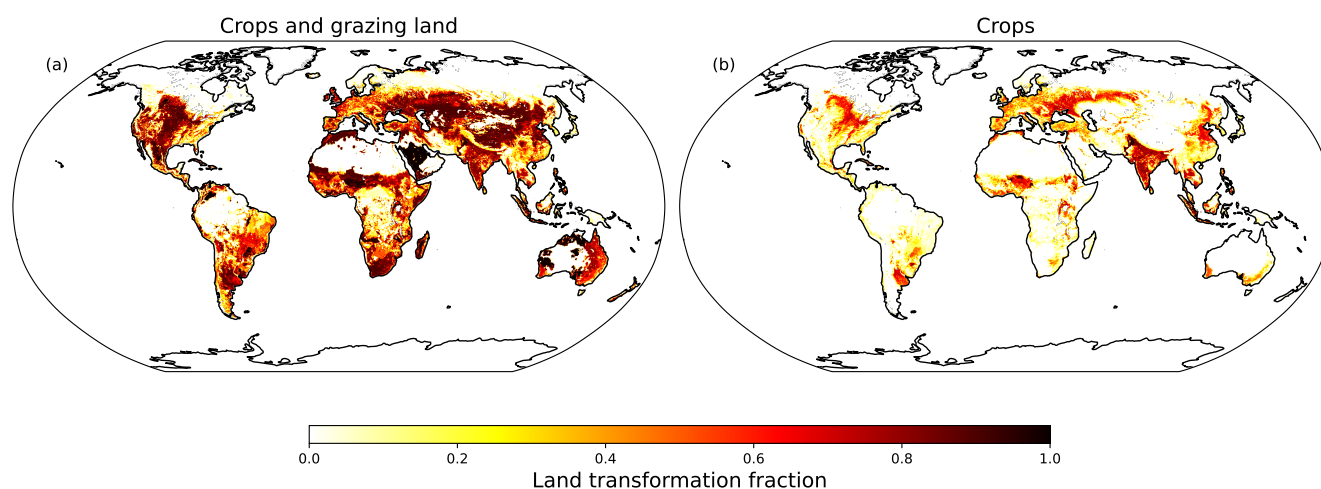 Crops and grazing land
Crops
(a)
(b)
0.0 0.2 0.4 0.6 0.8 1.0
Land transformation fraction